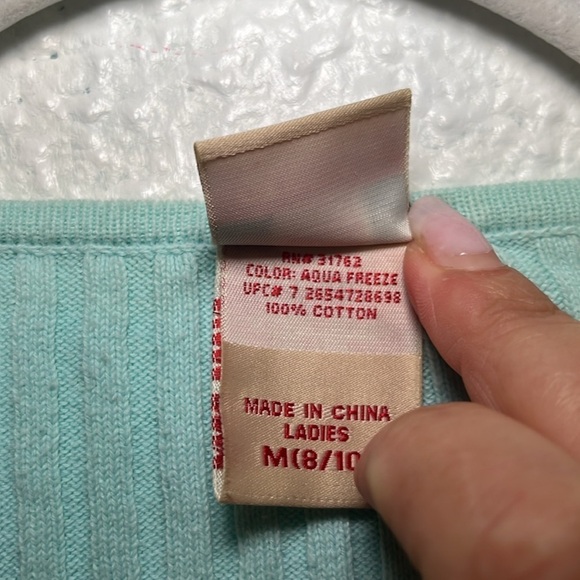 RN# 31762
COLOR: AQUA FREEZE
UPC# 7 2654728698
100% COTTON
MADE IN CHINA
LADIES
M(8/10